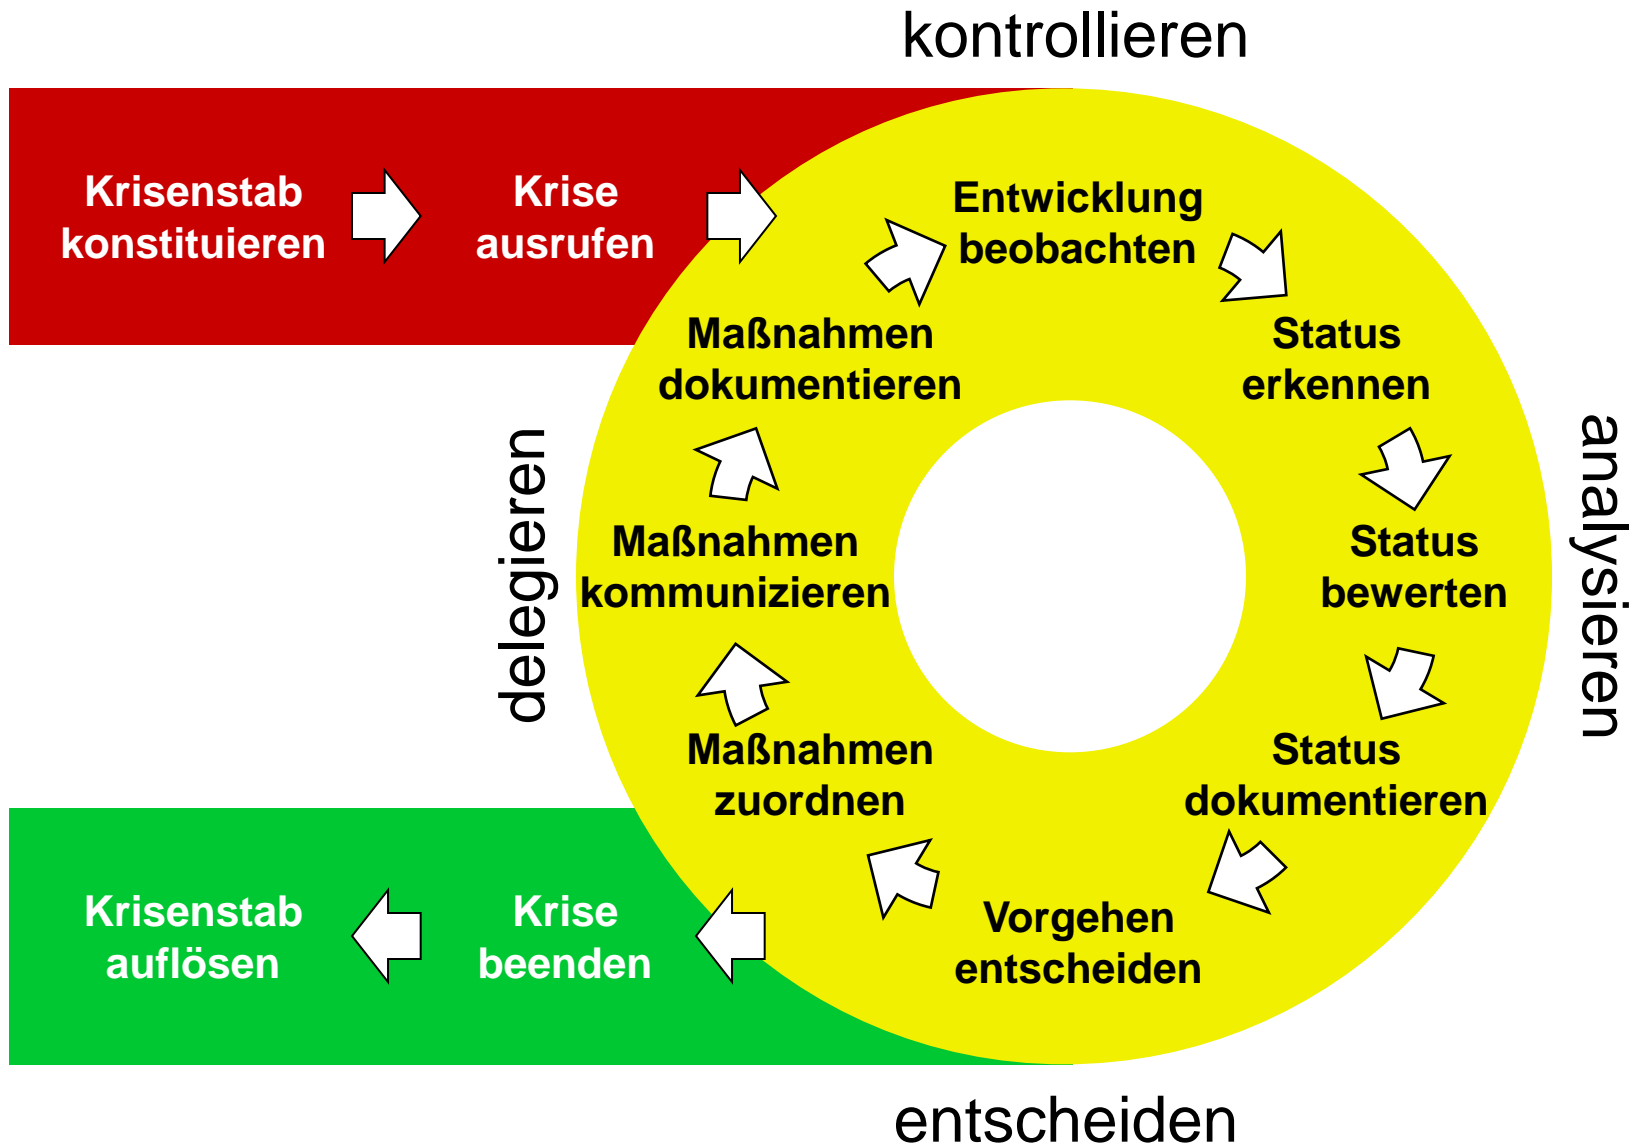 kontrollieren
Krisenstab
konstituieren
Krise
ausrufen
Entwicklung
beobachten
Status
erkennen
Status
bewerten
Status
dokumentieren
Vorgehen
entscheiden
Maßnahmen
zuordnen
Maßnahmen
kommunizieren
Maßnahmen
dokumentieren
analysieren
delegieren
Krise
beenden
Krisenstab
auflösen
entscheiden